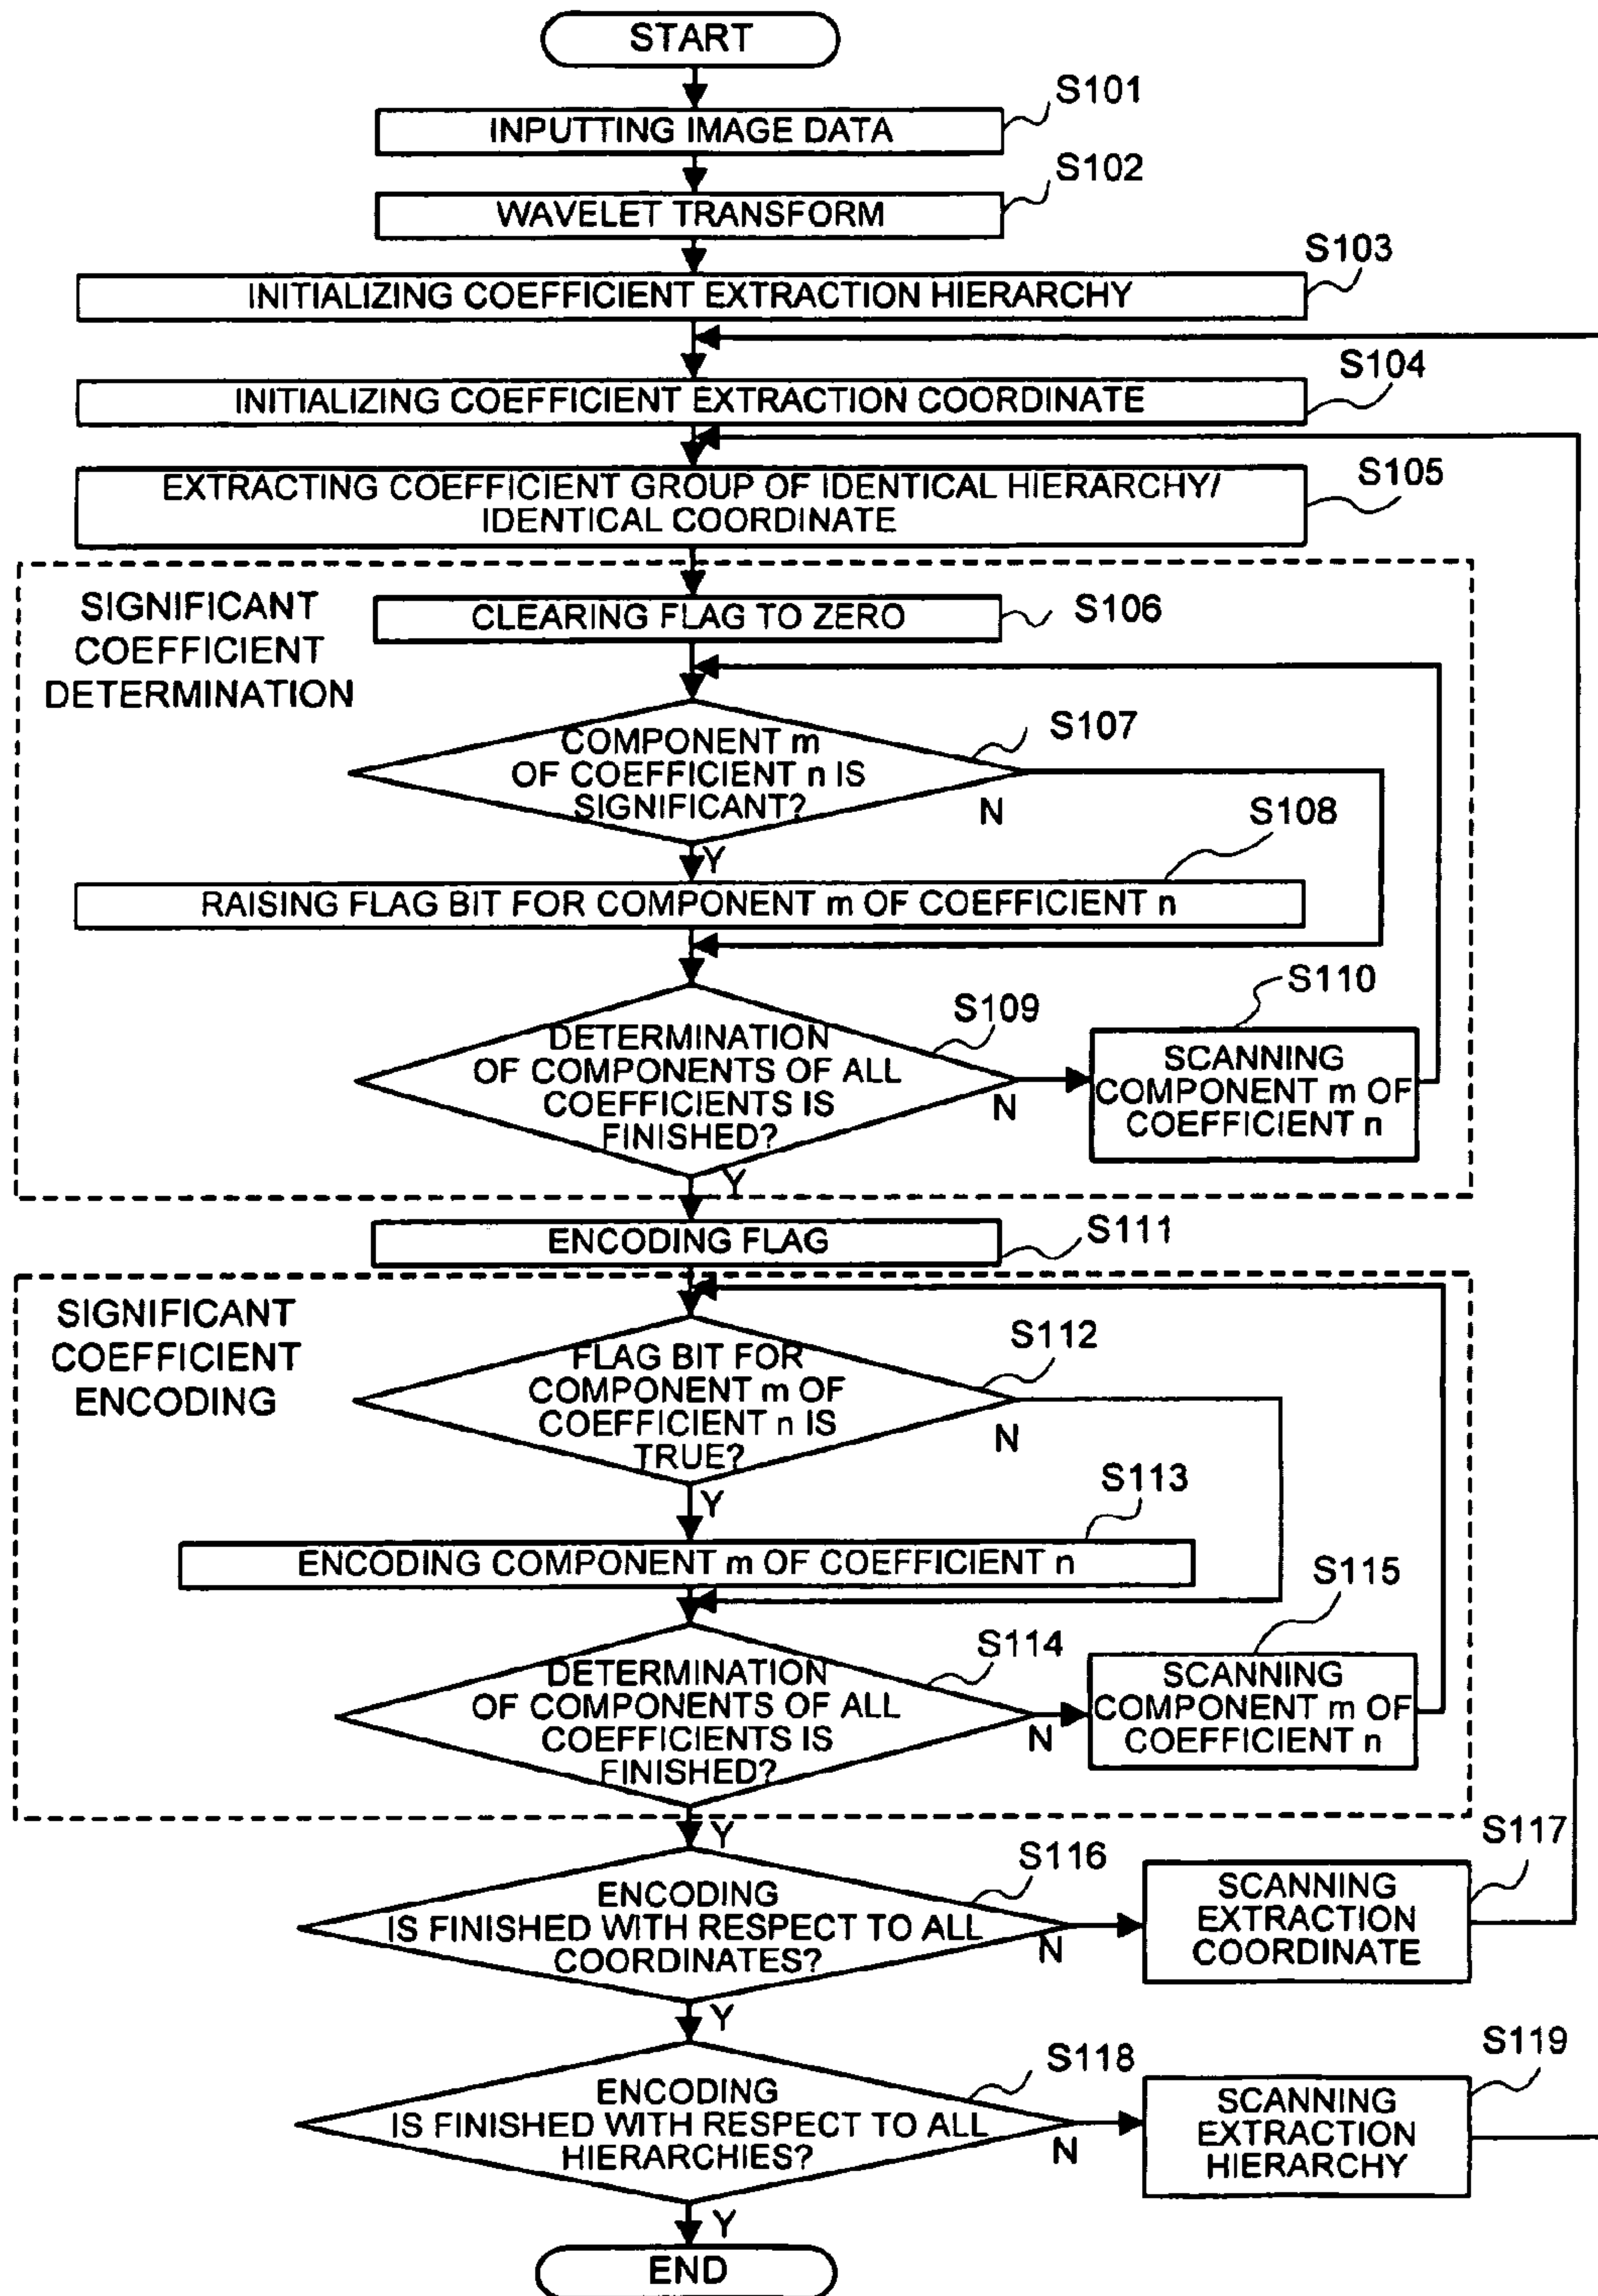 START
S101
INPUTTING IMAGE DATA
S102
WAVELET TRANSFORM
S103
INITIALIZING COEFFICIENT EXTRACTION HIERARCHY
S104
INITIALIZING COEFFICIENT EXTRACTION COORDINATE
S105
EXTRACTING COEFFICIENT GROUP OF IDENTICAL HIERARCHY/
IDENTICAL COORDINATE
SIGNIFICANT
COEFFICIENT
DETERMINATION
CLEARING FLAG TO ZERO
S106
S107
COMPONENT m
OF COEFFICIENT n IS
SIGNIFICANT?
N
Y
S108
RAISING FLAG BIT FOR COMPONENT m OF COEFFICIENT n
S109
DETERMINATION
OF COMPONENTS OF ALL
COEFFICIENTS IS
FINISHED?
N
Y
S110
SCANNING
COMPONENT m OF
COEFFICIENT n
ENCODING FLAG
S111
SIGNIFICANT
COEFFICIENT
ENCODING
S112
FLAG BIT FOR
COMPONENT m OF
COEFFICIENT n IS
TRUE?
N
Y
S113
ENCODING COMPONENT m OF COEFFICIENT n
S114
DETERMINATION
OF COMPONENTS OF ALL
COEFFICIENTS IS
FINISHED?
N
Y
S115
SCANNING
COMPONENT m OF
COEFFICIENT n
S116
ENCODING
IS FINISHED WITH RESPECT TO ALL
COORDINATES?
N
Y
S117
SCANNING
EXTRACTION
COORDINATE
S118
ENCODING
IS FINISHED WITH RESPECT TO ALL
HIERARCHIES?
N
Y
S119
SCANNING
EXTRACTION
HIERARCHY
END